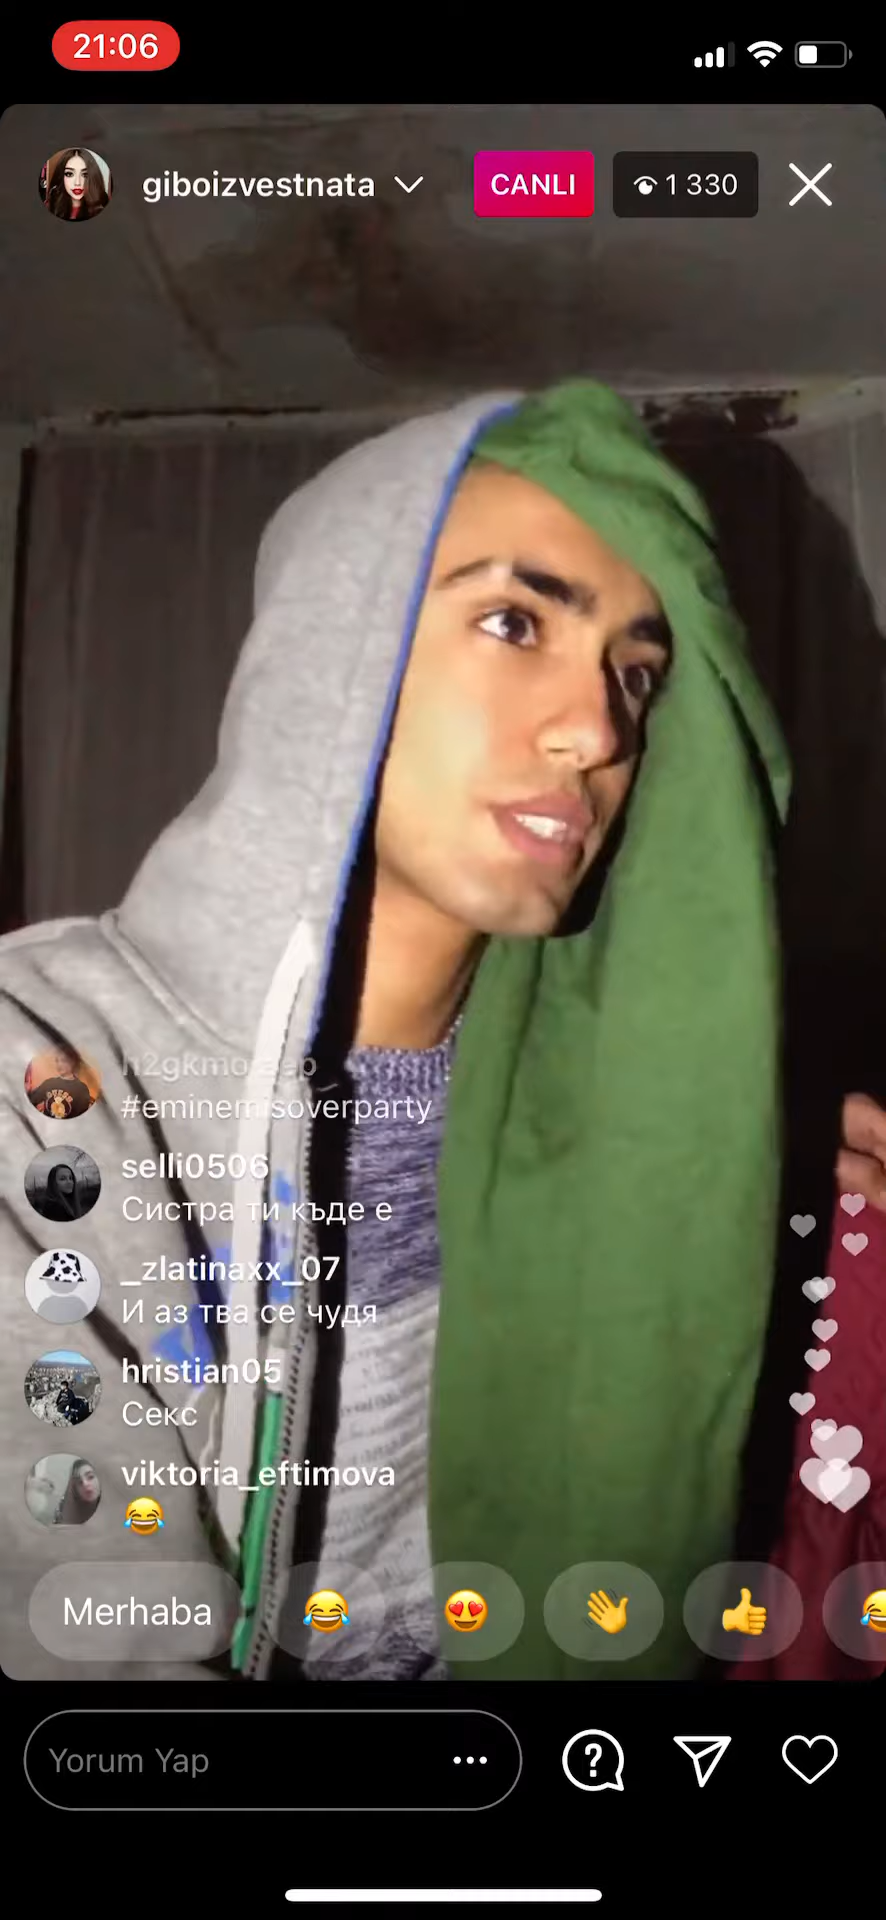 21:06
giboizvestnata
CANLI
1 330
#eminemisoverparty
selli0506
Систра ти къде е
_zlatinaxx_07
И аз тва се чудя
hristian05
Секс
viktoria_eftimova
😂
Merhaba
Yorum Yap